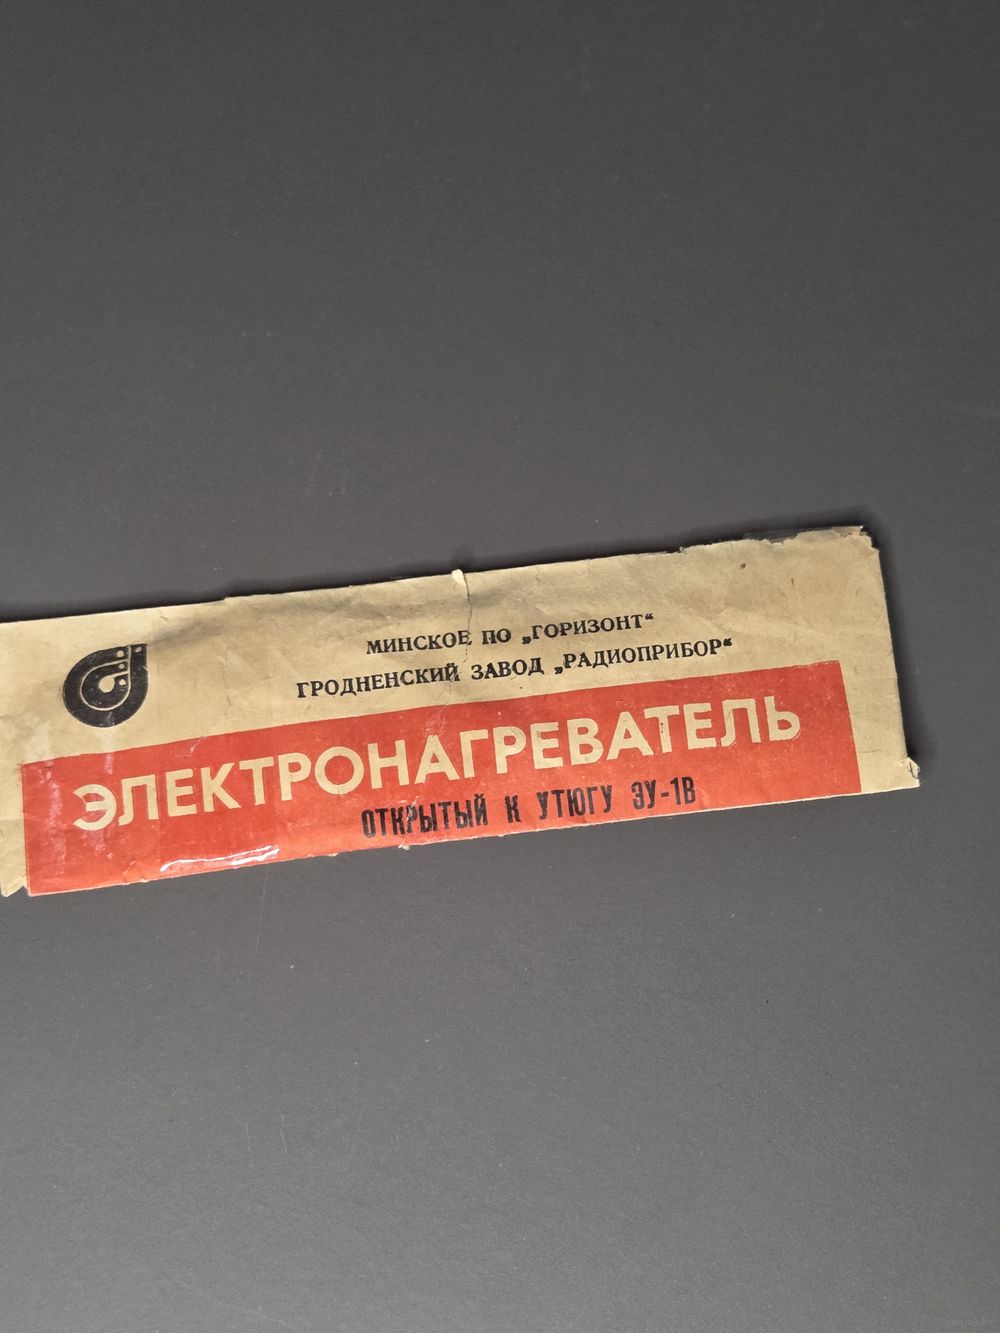 МИНСКОЕ ПО „ГОРИЗОНТ“
ГРОДНЕНСКИЙ ЗАВОД „РАДИОПРИБОР“
ЭЛЕКТРОНАГРЕВАТЕЛЬ
ОТКРЫТЫЙ К УТЮГУ ЭУ-1В